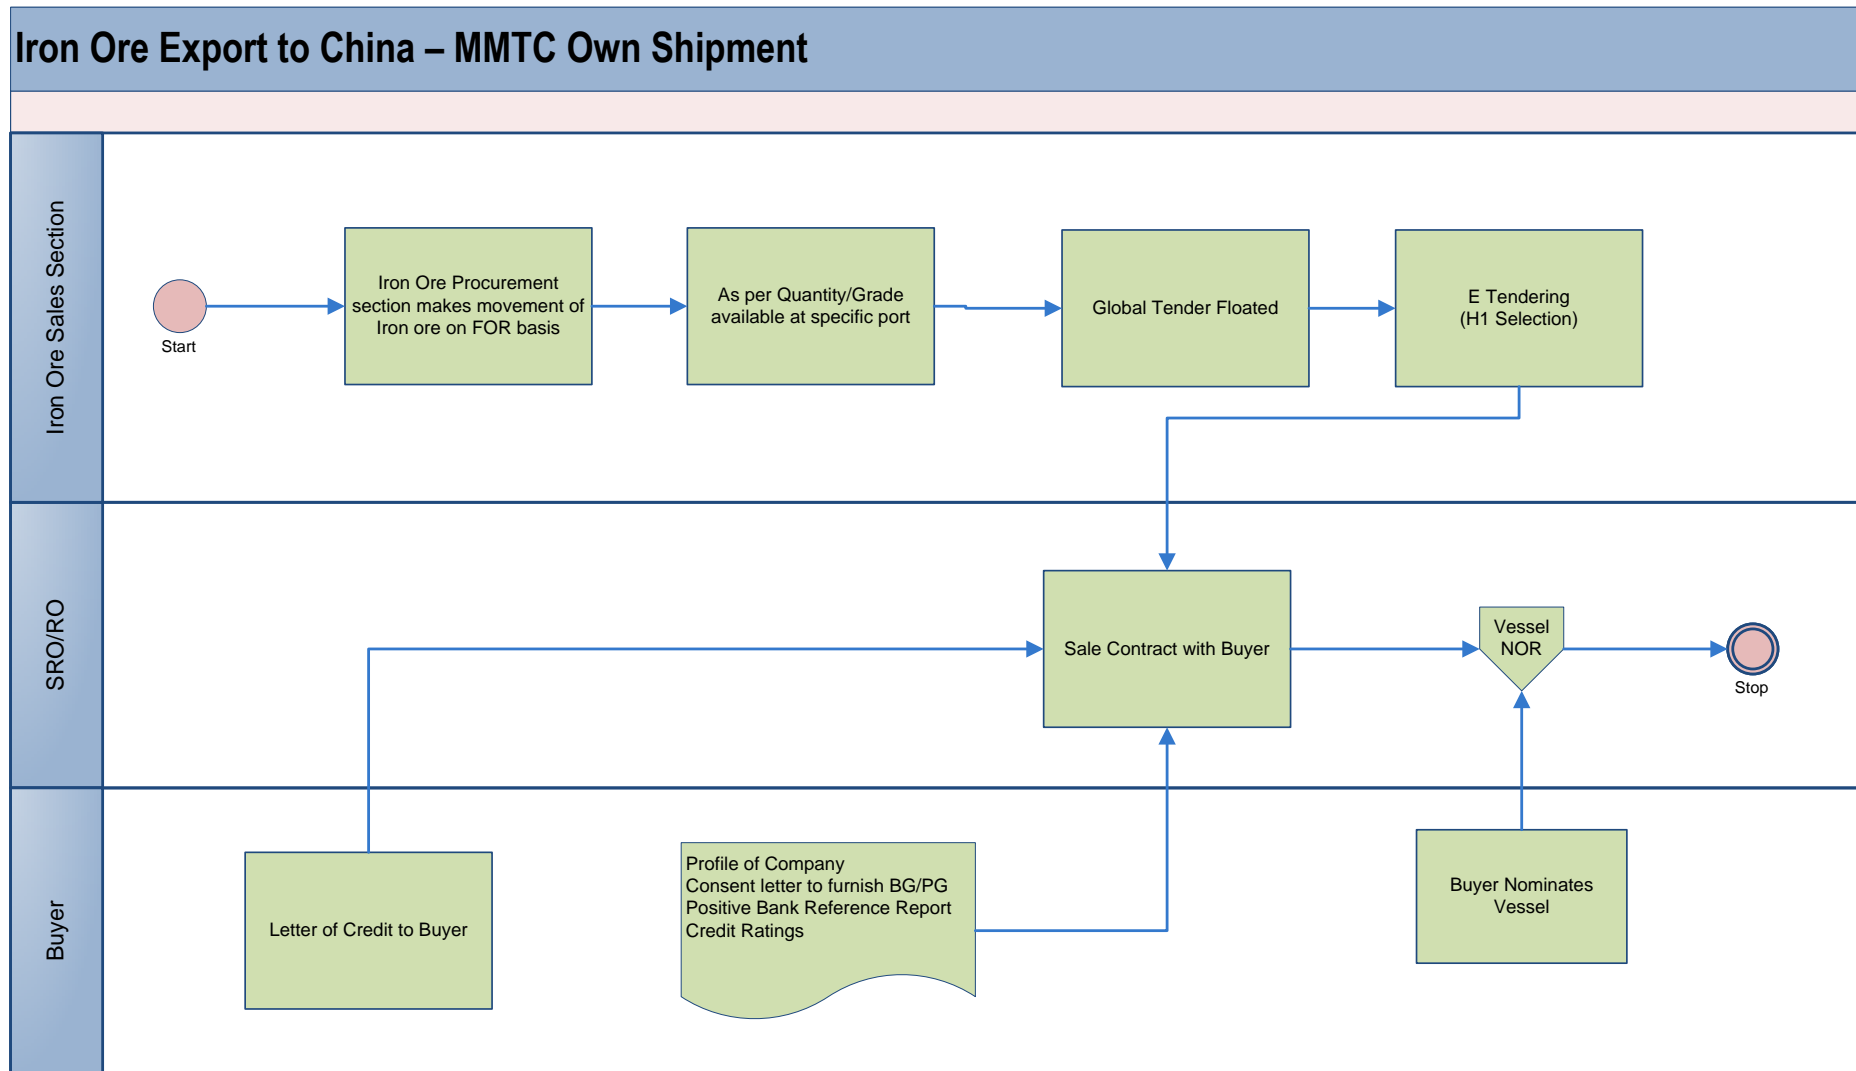 Iron Ore Export to China – MMTC Own Shipment
Iron Ore Sales Section
Start
Iron Ore Procurement
section makes movement of
Iron ore on FOR basis
As per Quantity/Grade
available at specific port
Global Tender Floated
E Tendering
(H1 Selection)
SRO/RO
Sale Contract with Buyer
Vessel
NOR
Stop
Buyer
Letter of Credit to Buyer
Profile of Company
Consent letter to furnish BG/PG
Positive Bank Reference Report
Credit Ratings
Buyer Nominates
Vessel